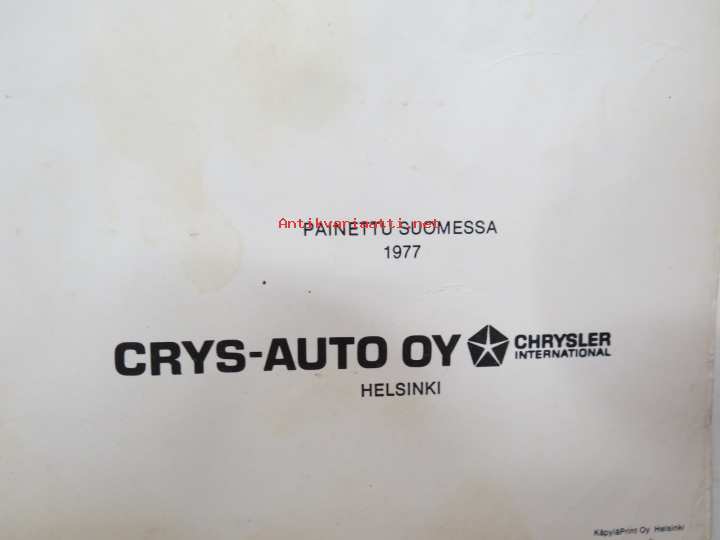 Antikvariaatti.net
PAINETTU SUOMESSA
1977
CRYS-AUTO OY
CHRYSLER
INTERNATIONAL
HELSINKI
KäpyläPrint Oy Helsinki